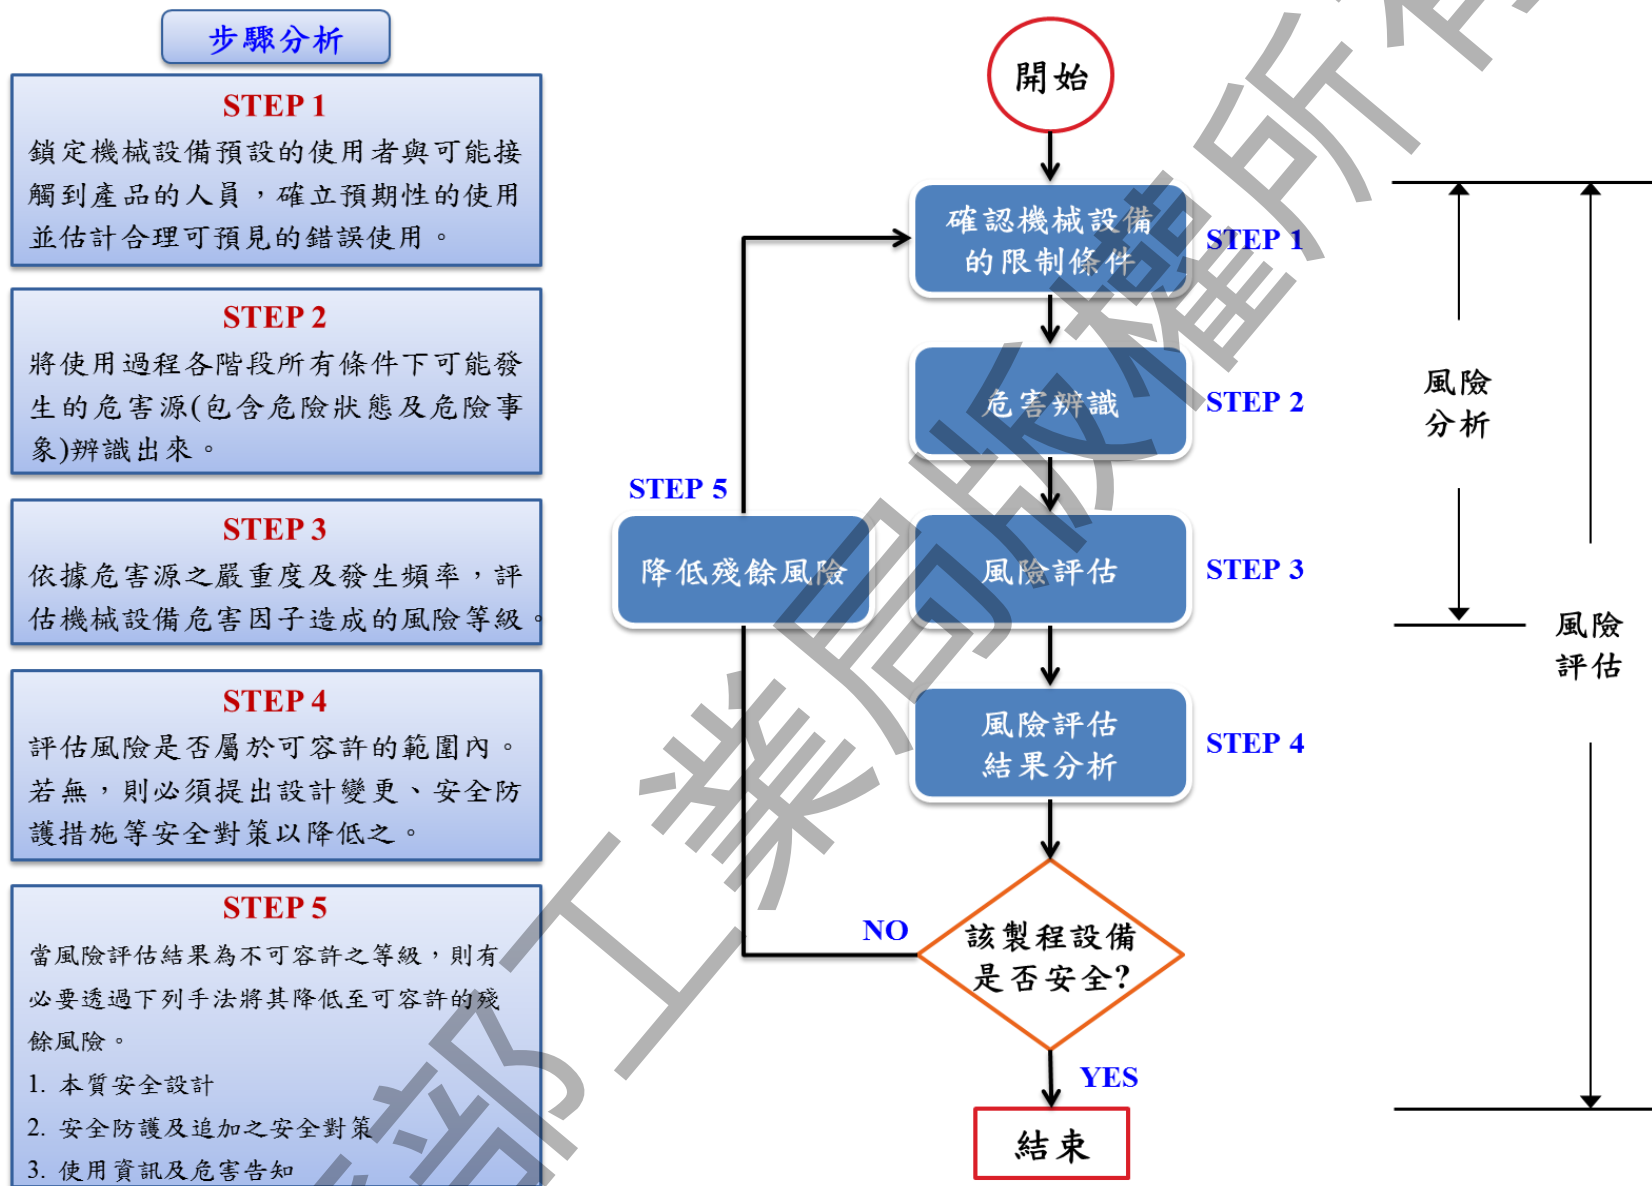 步驟分析
STEP 1
鎖定機械設備預設的使用者與可能接
觸到產品的人員，確立預期性的使用
並估計合理可預見的錯誤使用。
STEP 2
將使用過程各階段所有條件下可能發
生的危害源(包含危險狀態及危險事
象)辨識出來。
STEP 3
依據危害源之嚴重度及發生頻率，評
估機械設備危害因子造成的風險等級。
STEP 4
評估風險是否屬於可容許的範圍內。
若無，則必須提出設計變更、安全防
護措施等安全對策以降低之。
STEP 5
當風險評估結果為不可容許之等級，則有
必要透過下列手法將其降低至可容許的殘
餘風險。
1. 本質安全設計
2. 安全防護及追加之安全對策
3. 使用資訊及危害告知
開始
確認機械設備
的限制條件
STEP 1
危害辨識
STEP 2
STEP 5
降低殘餘風險
風險評估
STEP 3
風險評估
結果分析
STEP 4
NO
該製程設備
是否安全?
YES
結束
風險
分析
風險
評估
部工業局版權所有